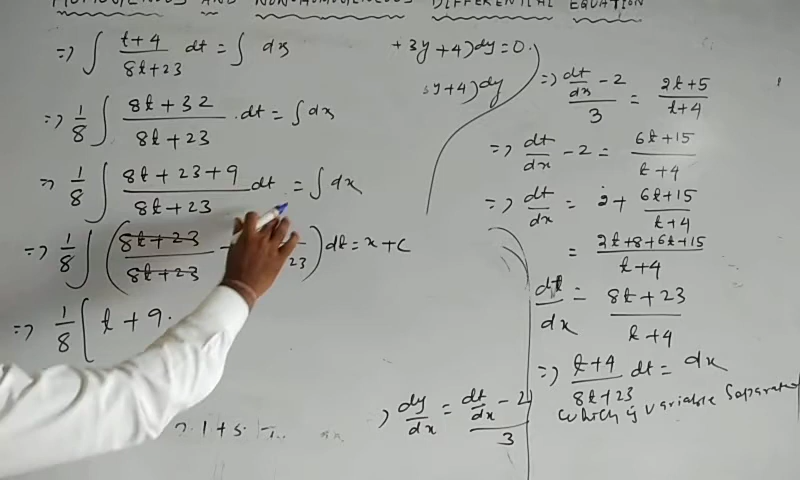 HOMOGENEOUS AND NONHOMOGENEOUS DIFFERENTIAL EQUATION
=> ∫ (t+4)/(8t+23) dt = ∫ dx
=> 1/8 ∫ (8t+32)/(8t+23) . dt = ∫ dx
=> 1/8 ∫ (8t+23+9)/(8t+23) dt = ∫ dx
=> 1/8 ∫ ( (8t+23)/(8t+23) + 23 ) dt = x + c
=> 1/8 [ t + 9.
+3y+4)dy = 0.
3y+4)dy
=> (dt/dx - 2)/3 = (2t+5)/(t+4)
=> dt/dx - 2 = (6t+15)/(t+4)
=> dt/dx = 2 + (6t+15)/(t+4)
= (2t+8+6t+15)/(t+4)
dt/dx = (8t+23)/(t+4)
=> (t+4)/(8t+23) dt = dx
which is variable separated
dy/dx = (dt/dx - 2)/3